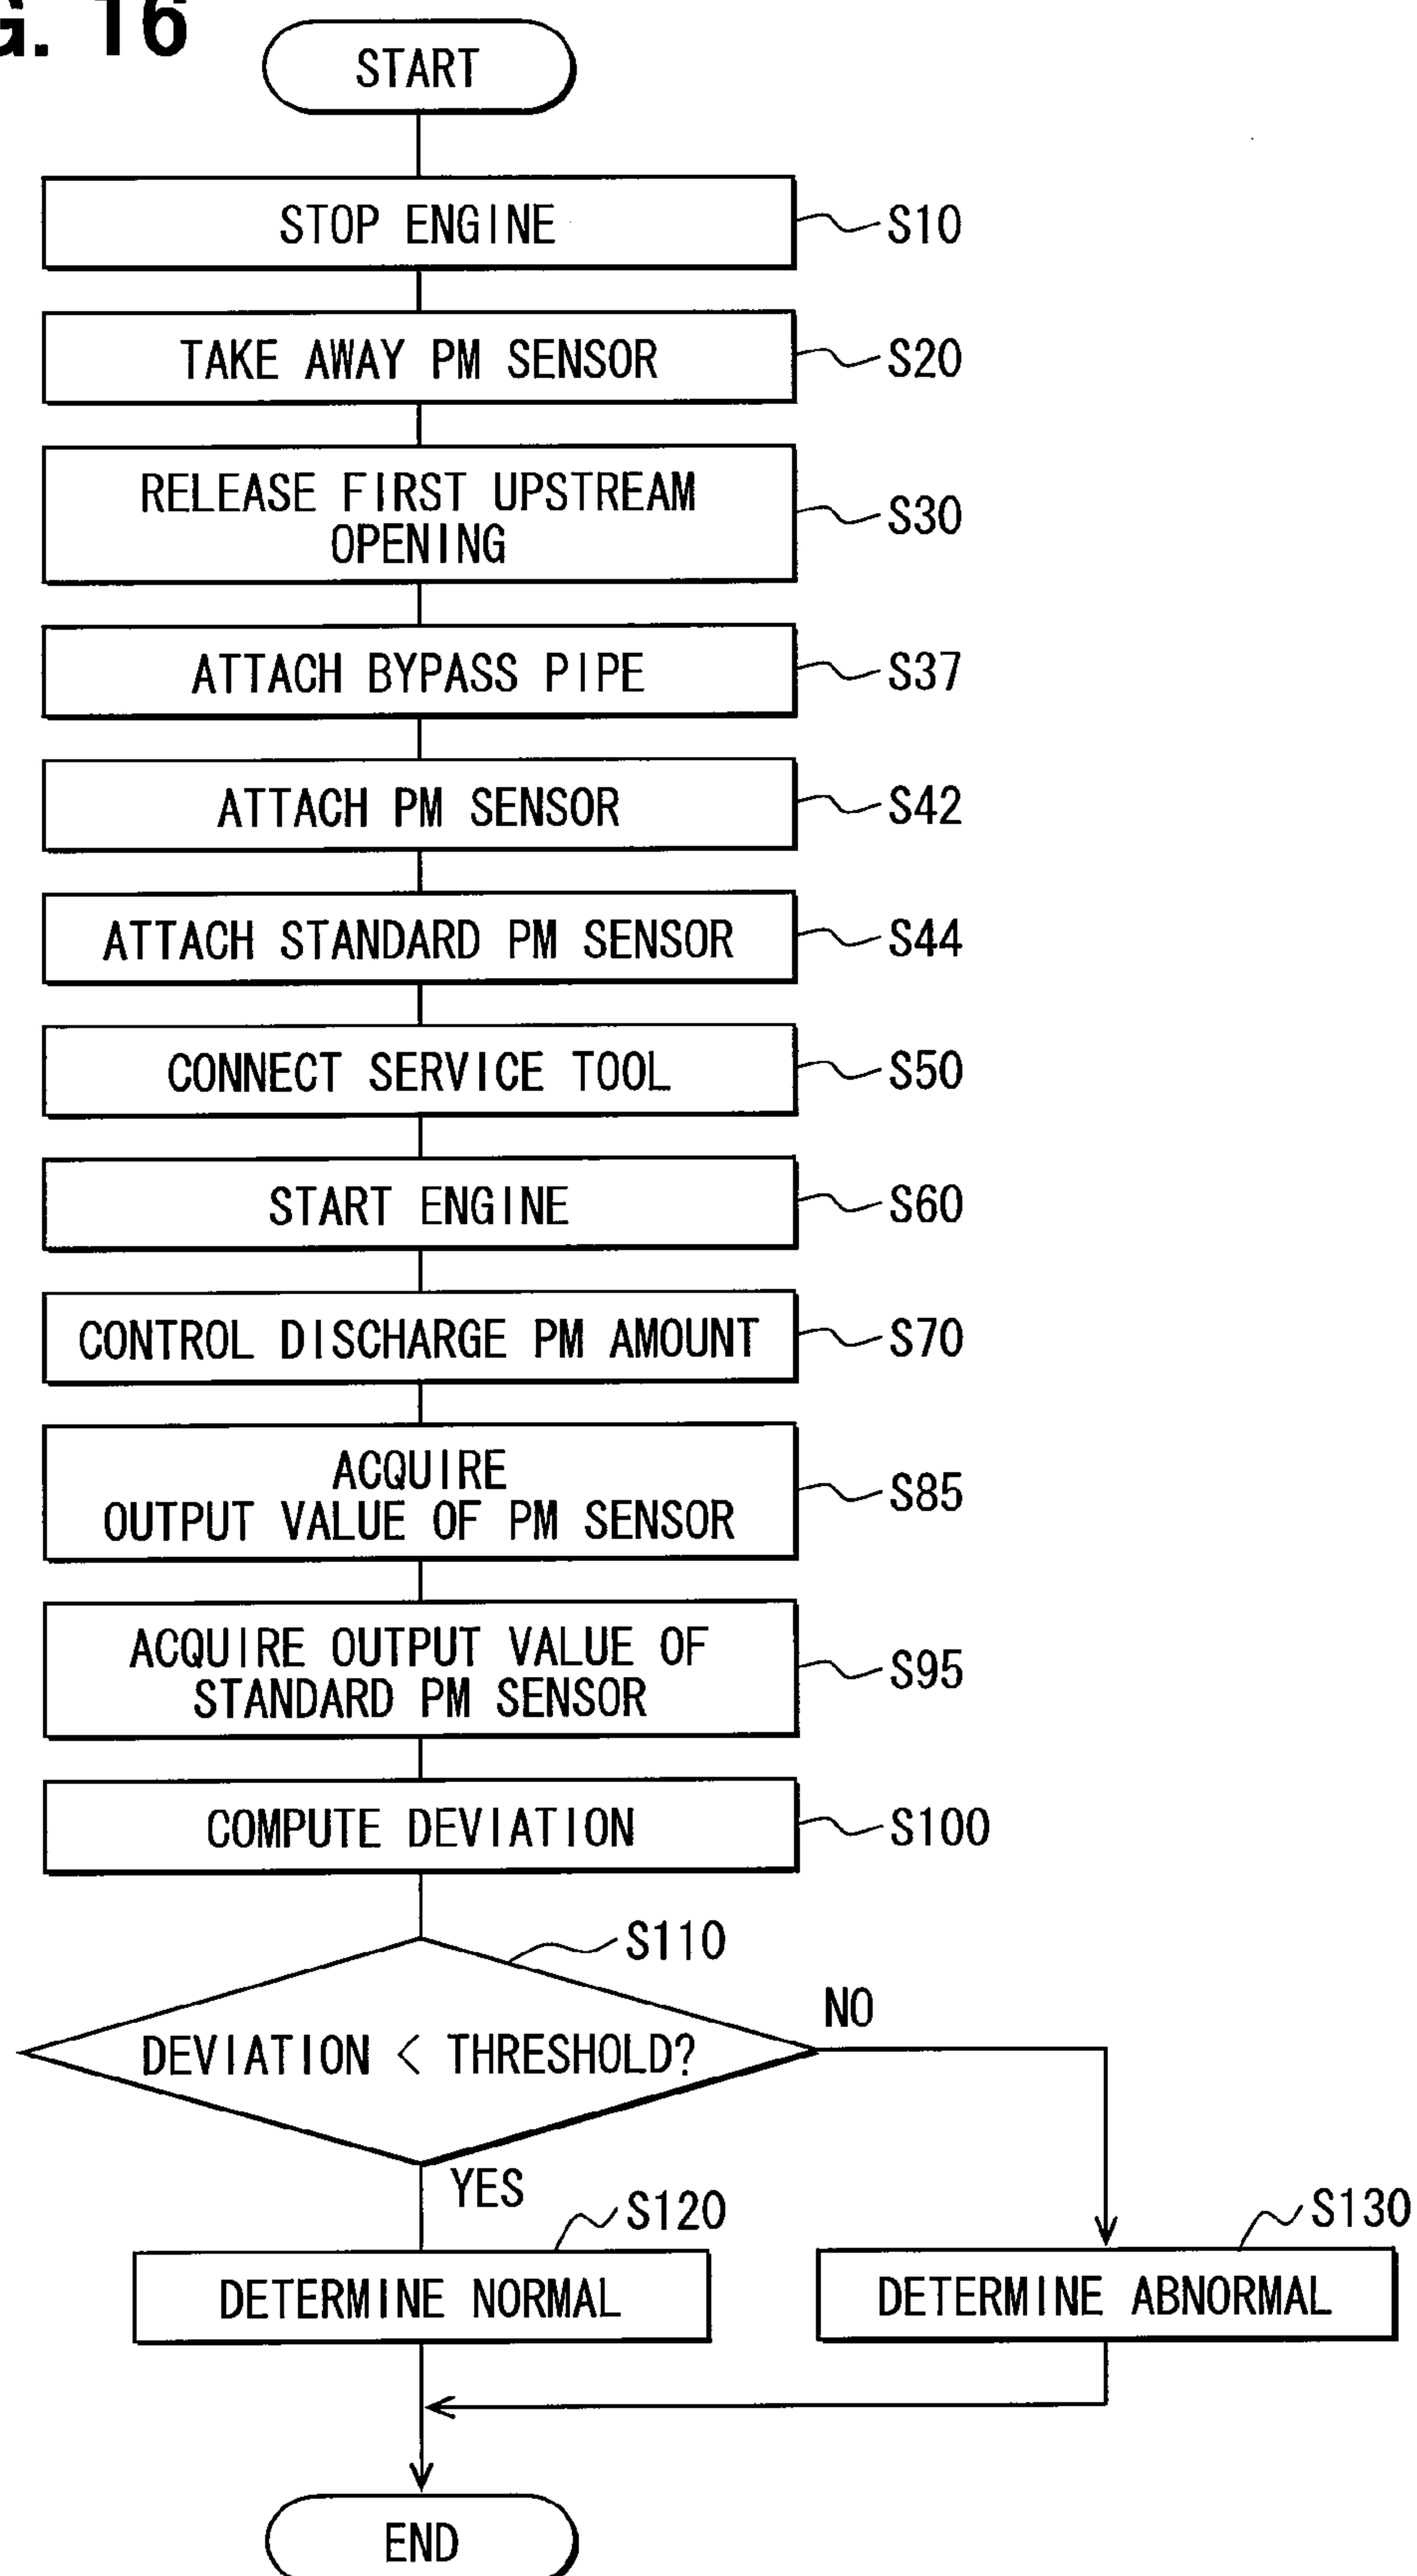 G. 16
START
STOP ENGINE
S10
TAKE AWAY PM SENSOR
S20
RELEASE FIRST UPSTREAM
OPENING
S30
ATTACH BYPASS PIPE
S37
ATTACH PM SENSOR
S42
ATTACH STANDARD PM SENSOR
S44
CONNECT SERVICE TOOL
S50
START ENGINE
S60
CONTROL DISCHARGE PM AMOUNT
S70
ACQUIRE
OUTPUT VALUE OF PM SENSOR
S85
ACQUIRE OUTPUT VALUE OF
STANDARD PM SENSOR
S95
COMPUTE DEVIATION
S100
S110
DEVIATION < THRESHOLD?
NO
YES
S120
DETERMINE NORMAL
S130
DETERMINE ABNORMAL
END